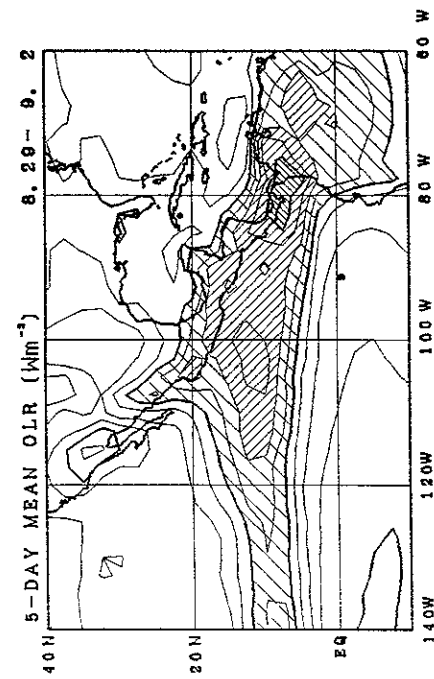 5-DAY MEAN OLR (Wm⁻²) 8.29- 9. 2
40N
20N
EQ
140W 120W 100W 80W 60W